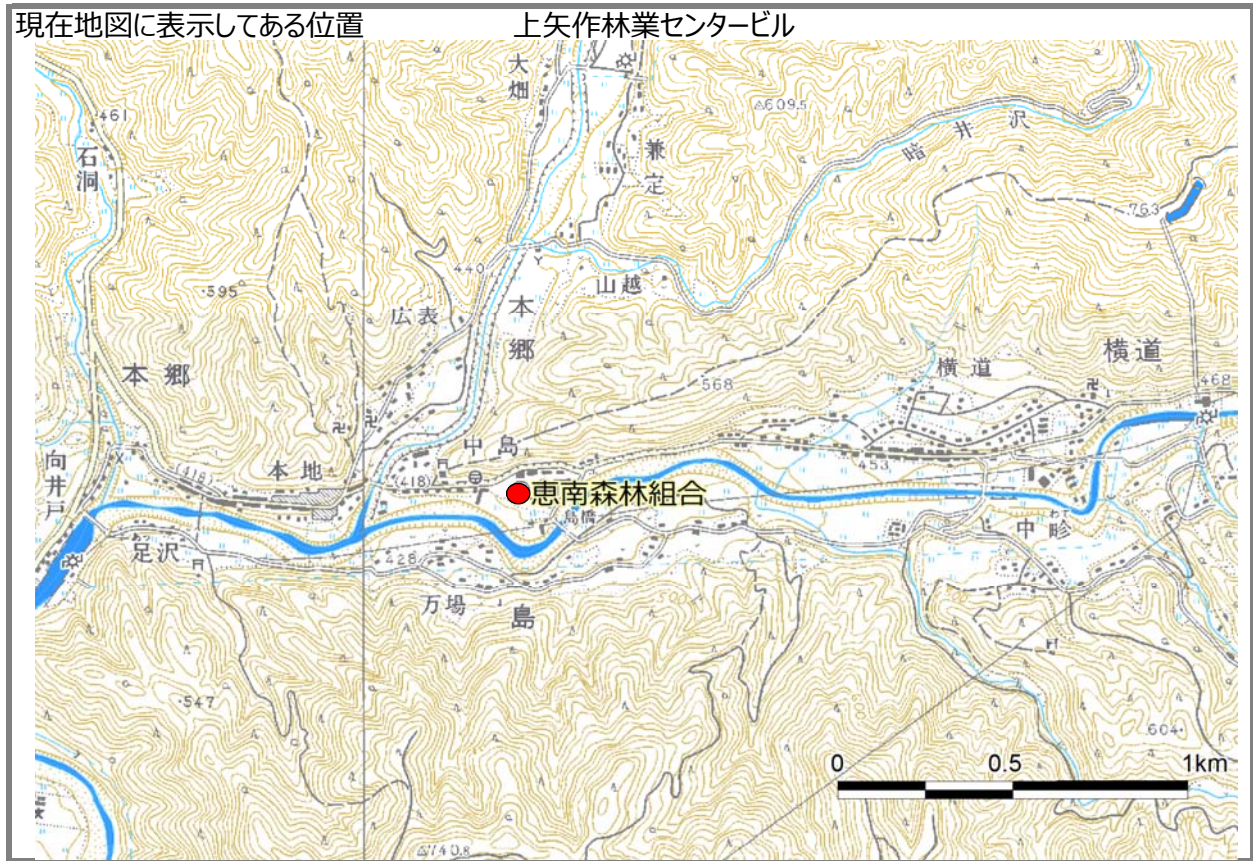 現在地図に表示してある位置
上矢作林業センタービル
大畑
△609.5
暗井沢
461
石洞
兼定
.763
440
山越
・595
広表
本郷
本郷
横道
横道
568
468
中島
向井戸
(418)
本地
(418)
453
恵南森林組合
島橋
わて
中畛
あっ
足沢
428
万場
島
・547
604・
0
0.5
1km
△740.8